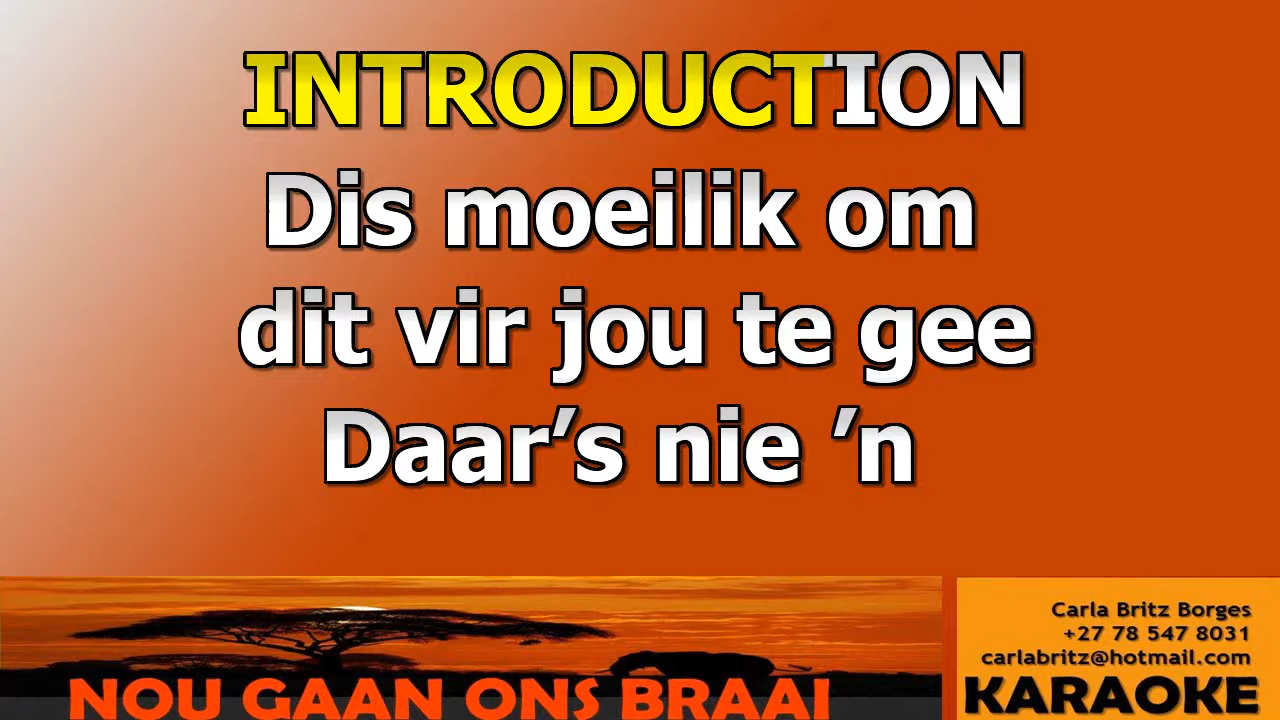 INTRODUCTION
Dis moeilik om
dit vir jou te gee
Daar’s nie ’n
NOU GAAN ONS BRAAI
Carla Britz Borges
+27 78 547 8031
carlabritz@hotmail.com
KARAOKE